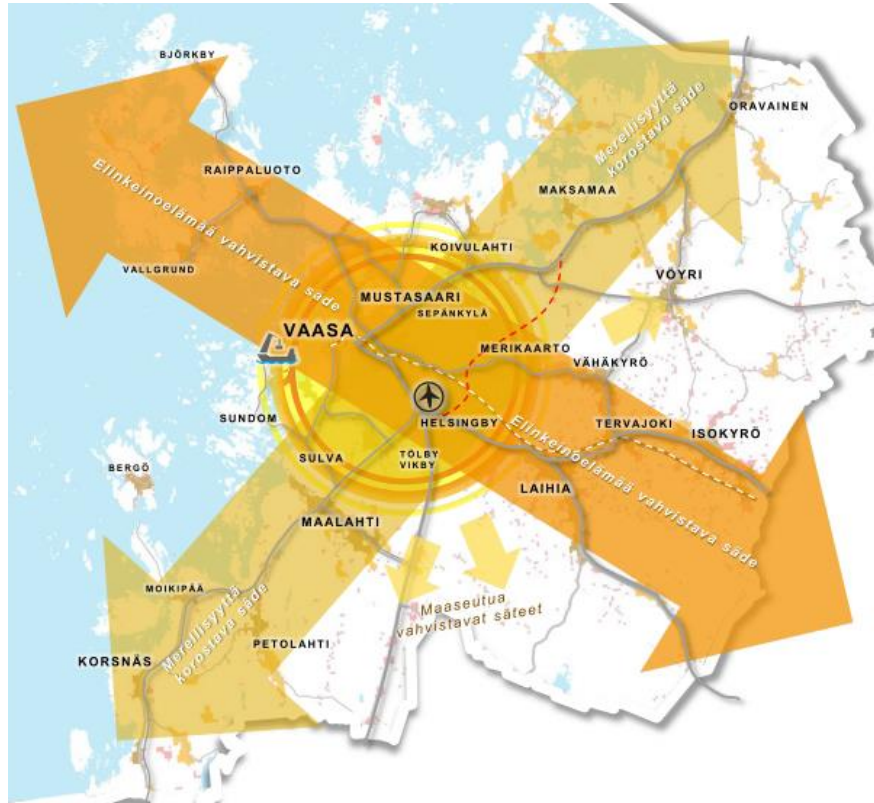 BJÖRKBY
ORAVAINEN
Merellisyyttä
korostava säde
RAIPPALUOTO
MAKSAMAA
Elinkeinoelämää vahvistava säde
KOIVULAHTI
VALLGRUND
VÖYRI
MUSTASAARI
SEPÄNKYLÄ
VAASA
MERIKAARTO
VÄHÄKYRÖ
SUNDOM
HELSINGBY
TERVAJOKI
ISOKYRÖ
SULVA
TÖLBY
VIKBY
BERGÖ
LAIHIA
Elinkeinoelämää vahvistava säde
MAALAHTI
MOIKIPÄÄ
Maaseutua
vahvistavat säteet
Merellisyyttä
korostava säde
PETOLAHTI
KORSNÄS